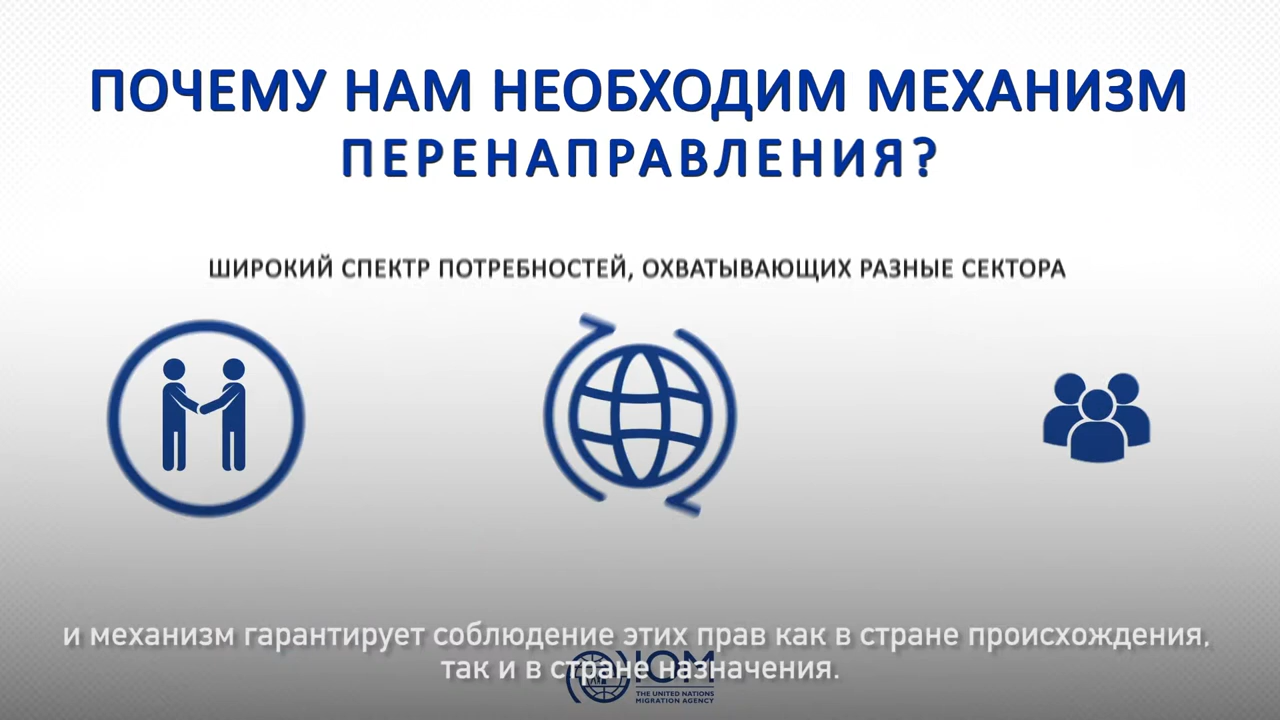 ПОЧЕМУ НАМ НЕОБХОДИМ МЕХАНИЗМ
ПЕРЕНАПРАВЛЕНИЯ?
ШИРОКИЙ СПЕКТР ПОТРЕБНОСТЕЙ, ОХВАТЫВАЮЩИХ РАЗНЫЕ СЕКТОРА
и механизм гарантирует соблюдение этих прав как в стране происхождения,
так и в стране назначения.
IOM
THE UNITED NATIONS
MIGRATION AGENCY